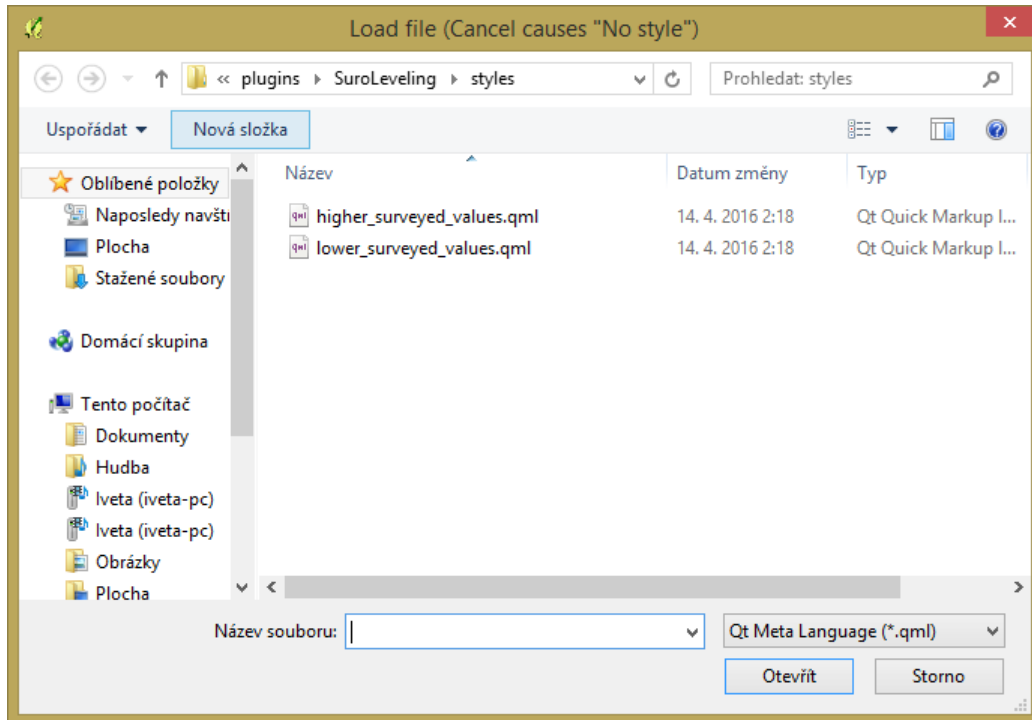 Load file (Cancel causes "No style")
« plugins SuroLeveling styles
Prohledat: styles
Uspořádat Nová složka
Název Datum změny Typ
Oblíbené položky
Naposledy navšti
Plocha
Stažené soubory
Domácí skupina
Tento počítač
Dokumenty
Hudba
Iveta (iveta-pc)
Iveta (iveta-pc)
Obrázky
Plocha
higher_surveyed_values.qml 14. 4. 2016 2:18 Qt Quick Markup l...
lower_surveyed_values.qml 14. 4. 2016 2:18 Qt Quick Markup l...
Název souboru:
Qt Meta Language (*.qml)
Otevřít Storno